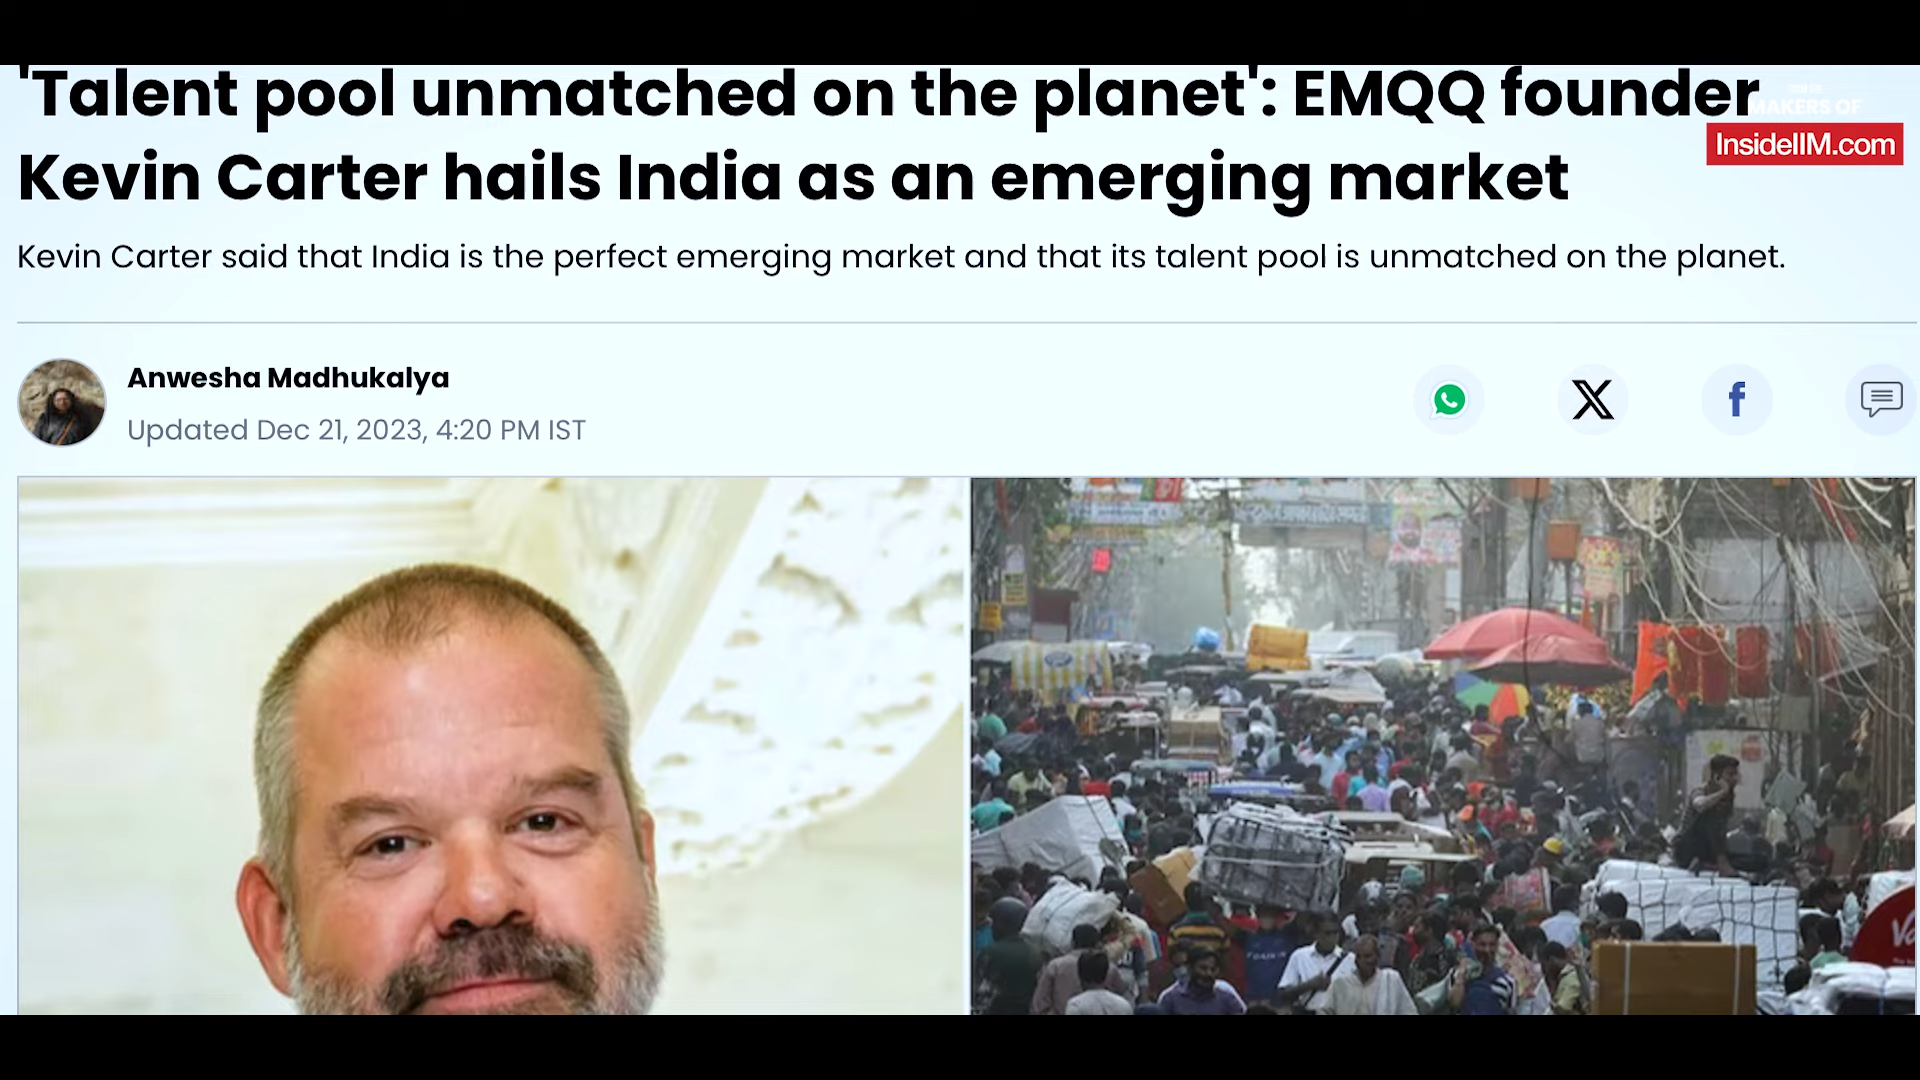 'Talent pool unmatched on the planet': EMQQ founder
MAKERS OF
InsideIIM.com
Kevin Carter hails India as an emerging market
Kevin Carter said that India is the perfect emerging market and that its talent pool is unmatched on the planet.
Anwesha Madhukalya
Updated Dec 21, 2023, 4:20 PM IST